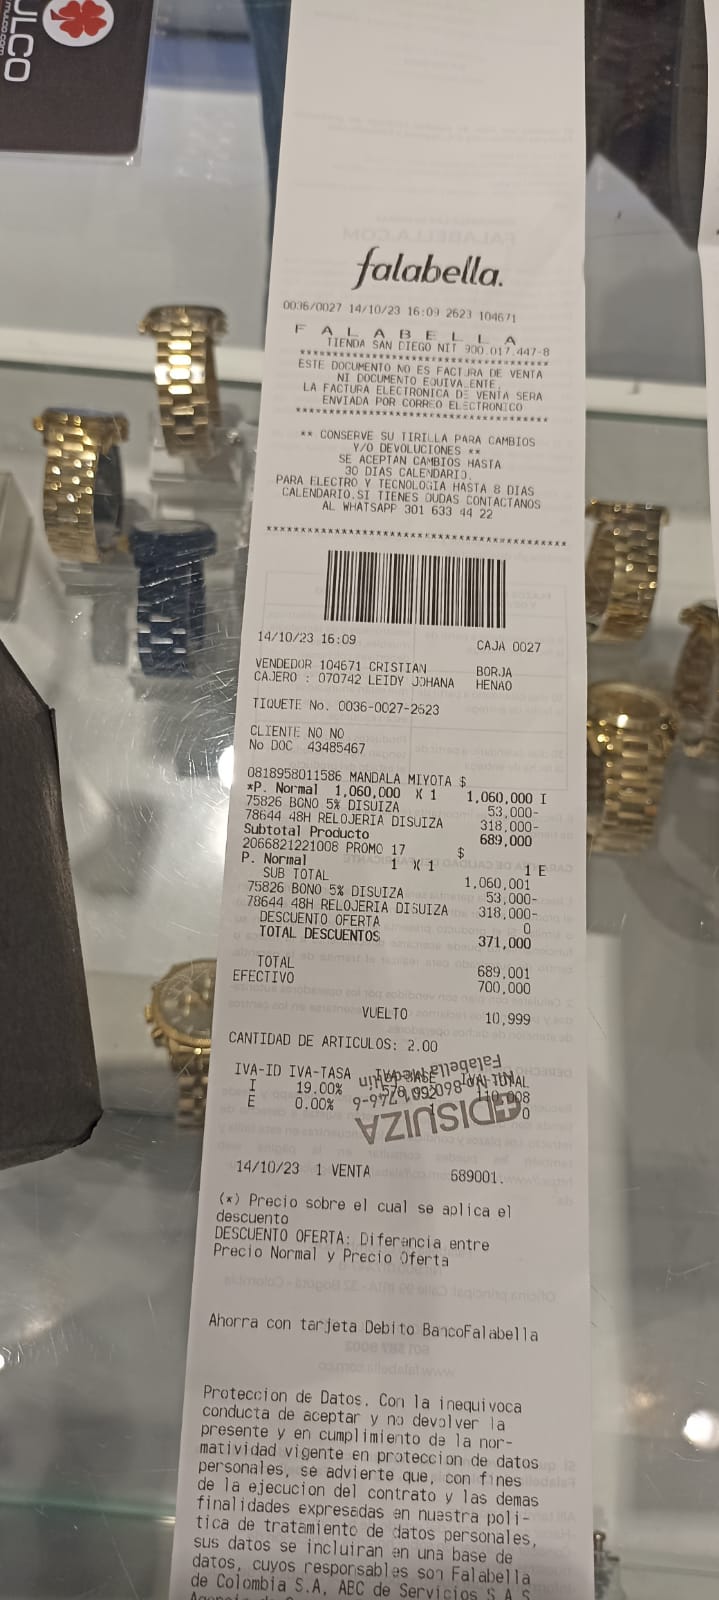 ULCO
falabella.
0036/0027 14/10/23 16:09 2623 104671
F A L A B E L L A
TIENDA SAN DIEGO NIT 900.017.447-8
******************************************
ESTE DOCUMENTO NO ES FACTURA DE VENTA
NI DOCUMENTO EQUIVALENTE.
LA FACTURA ELECTRONICA DE VENTA SERA
ENVIADA POR CORREO ELECTRONICO
******************************************
** CONSERVE SU TIRILLA PARA CAMBIOS
Y/O DEVOLUCIONES **
SE ACEPTAN CAMBIOS HASTA
30 DIAS CALENDARIO.
PARA ELECTRO Y TECNOLOGIA HASTA 8 DIAS
CALENDARIO.SI TIENES DUDAS CONTACTANOS
AL WHATSAPP 301 633 44 22
******************************************
14/10/23 16:09 CAJA 0027
VENDEDOR 104671 CRISTIAN BORJA
CAJERO : 070742 LEIDY JOHANA HENAO
TIQUETE No. 0036-0027-2623
CLIENTE NO NO
No DOC 43485467
0818958011586 MANDALA MIYOTA $
*P. Normal 1,060,000 X 1 1,060,000 I
75826 BONO 5% DISUIZA 53,000-
78644 48H RELOJERIA DISUIZA 318,000-
Subtotal Producto 689,000
2066821221008 PROMO 17 $
P. Normal 1 X 1 1 E
SUB TOTAL 1,060,001
75826 BONO 5% DISUIZA 53,000-
78644 48H RELOJERIA DISUIZA 318,000-
DESCUENTO OFERTA 0
TOTAL DESCUENTOS 371,000
TOTAL 689,001
EFECTIVO 700,000
VUELTO 10,999
CANTIDAD DE ARTICULOS: 2.00
IVA-ID IVA-TASA IVA-BASE IVA-TOTAL
I 19.00% 578,992 110,008
E 0.00% 0
DISUIZA
Falabella Medellín
14/10/23 1 VENTA 689001.
(*) Precio sobre el cual se aplica el
descuento
DESCUENTO OFERTA: Diferencia entre
Precio Normal y Precio Oferta
Ahorra con tarjeta Debito BancoFalabella
Proteccion de Datos. Con la inequivoca
conducta de aceptar y no devolver la
presente y en cumplimiento de la nor-
matividad vigente en proteccion de datos
personales, se advierte que, con fines
de la ejecucion del contrato y las demas
finalidades expresadas en nuestra poli-
tica de tratamiento de datos personales,
sus datos se incluiran en una base de
datos, cuyos responsables son Falabella
de Colombia S.A. ABC de Servicios S A S